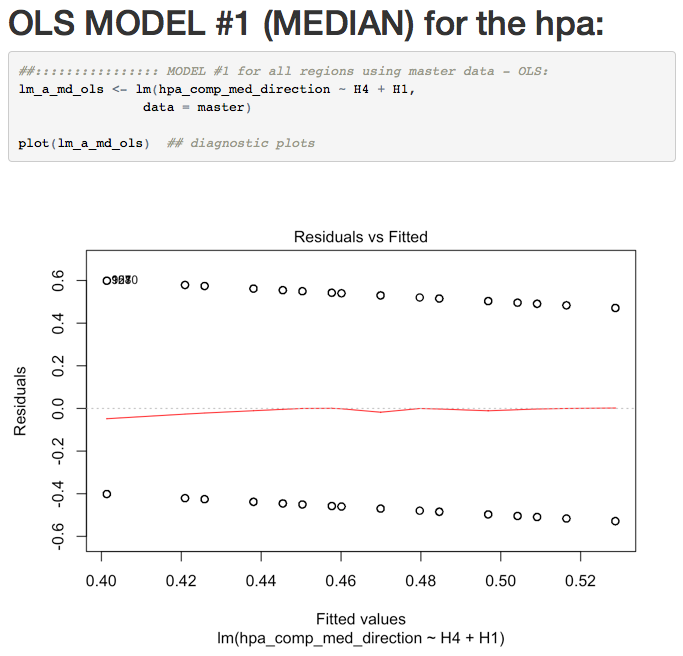 OLS MODEL #1 (MEDIAN) for the hpa:
##:::::::::::::::: MODEL #1 for all regions using master data - OLS:
lm_a_md_ols <- lm(hpa_comp_med_direction ~ H4 + H1,
data = master)
plot(lm_a_md_ols)  ## diagnostic plots
Residuals vs Fitted
Residuals
0.6
0.4
0.2
0.0
-0.2
-0.4
-0.6
0.40 0.42 0.44 0.46 0.48 0.50 0.52
Fitted values
lm(hpa_comp_med_direction ~ H4 + H1)